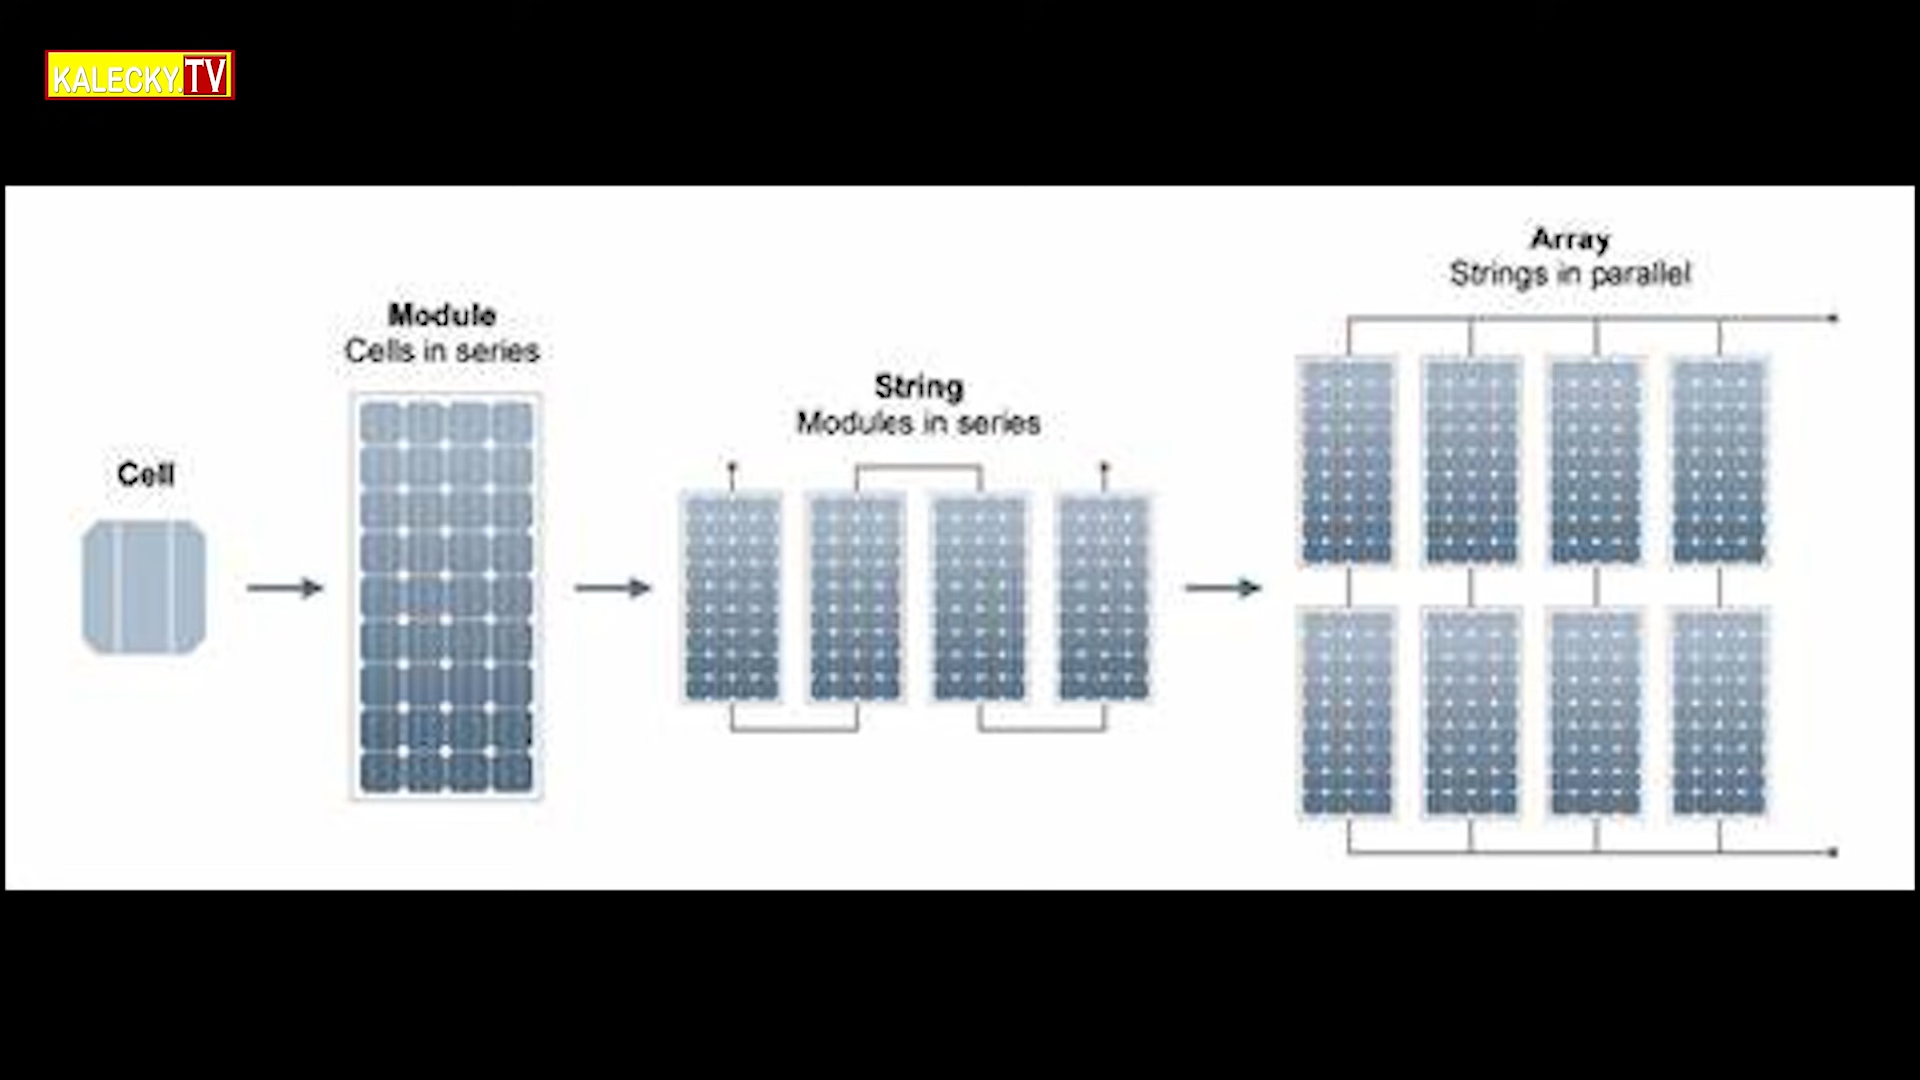 KALECKY.TV
Cell
Module
Cells in series
String
Modules in series
Array
Strings in parallel